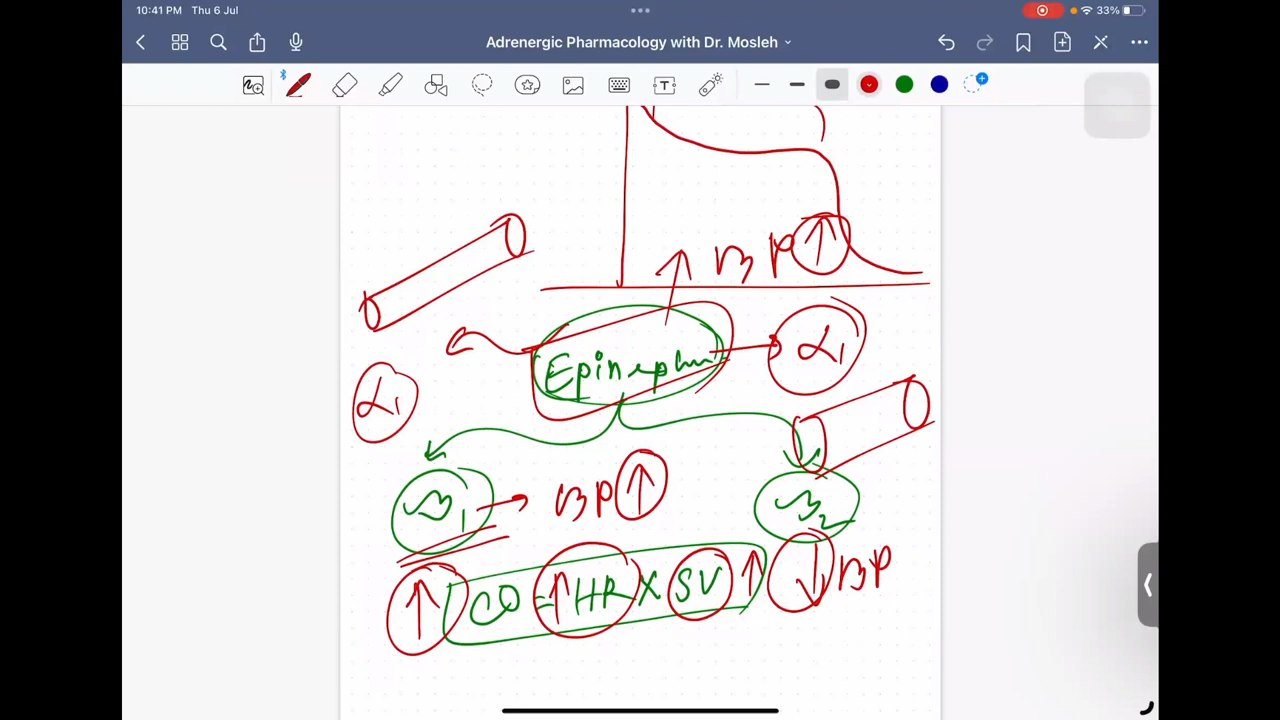 10:41 PM Thu 6 Jul
33%
Adrenergic Pharmacology with Dr. Mosleh
T
BP ↑
Epineph
α1
α1
β1 → BP ↑
β2
↑ CO = ↑ HR X SV ↑
↓ BP